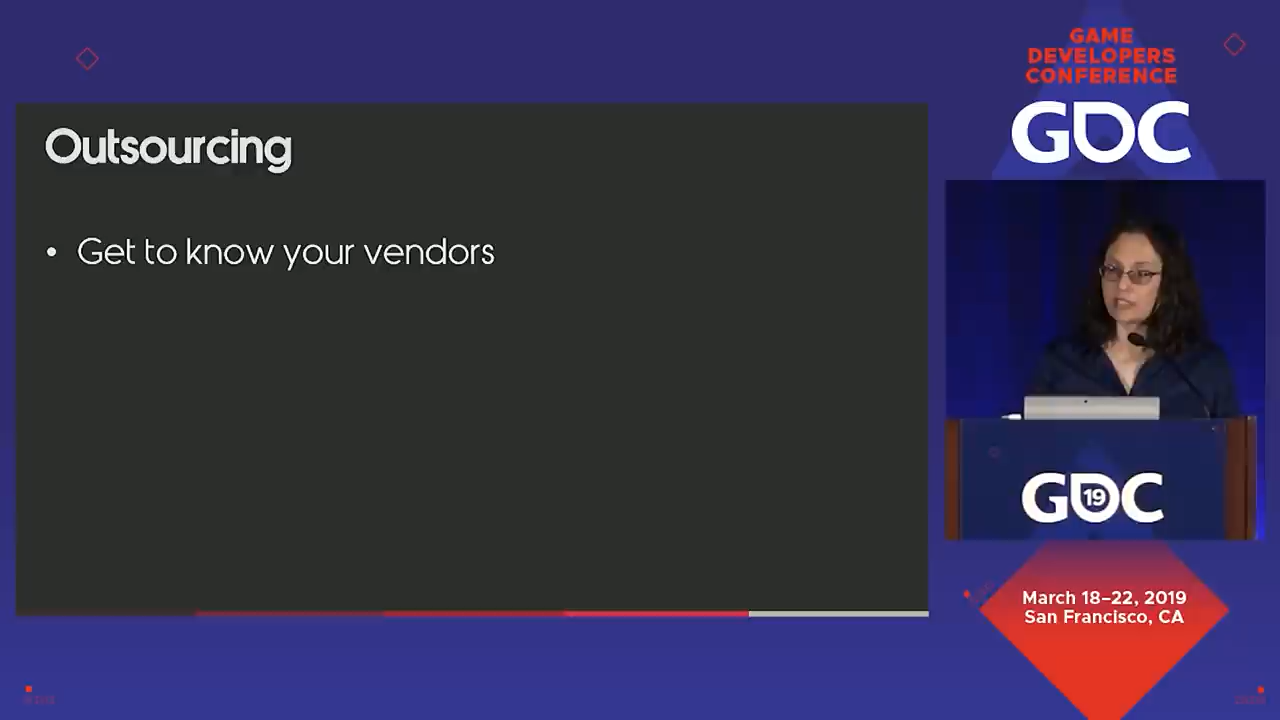 GAME
DEVELOPERS
CONFERENCE
GDC
Outsourcing
• Get to know your vendors
GDC
19
March 18–22, 2019
San Francisco, CA